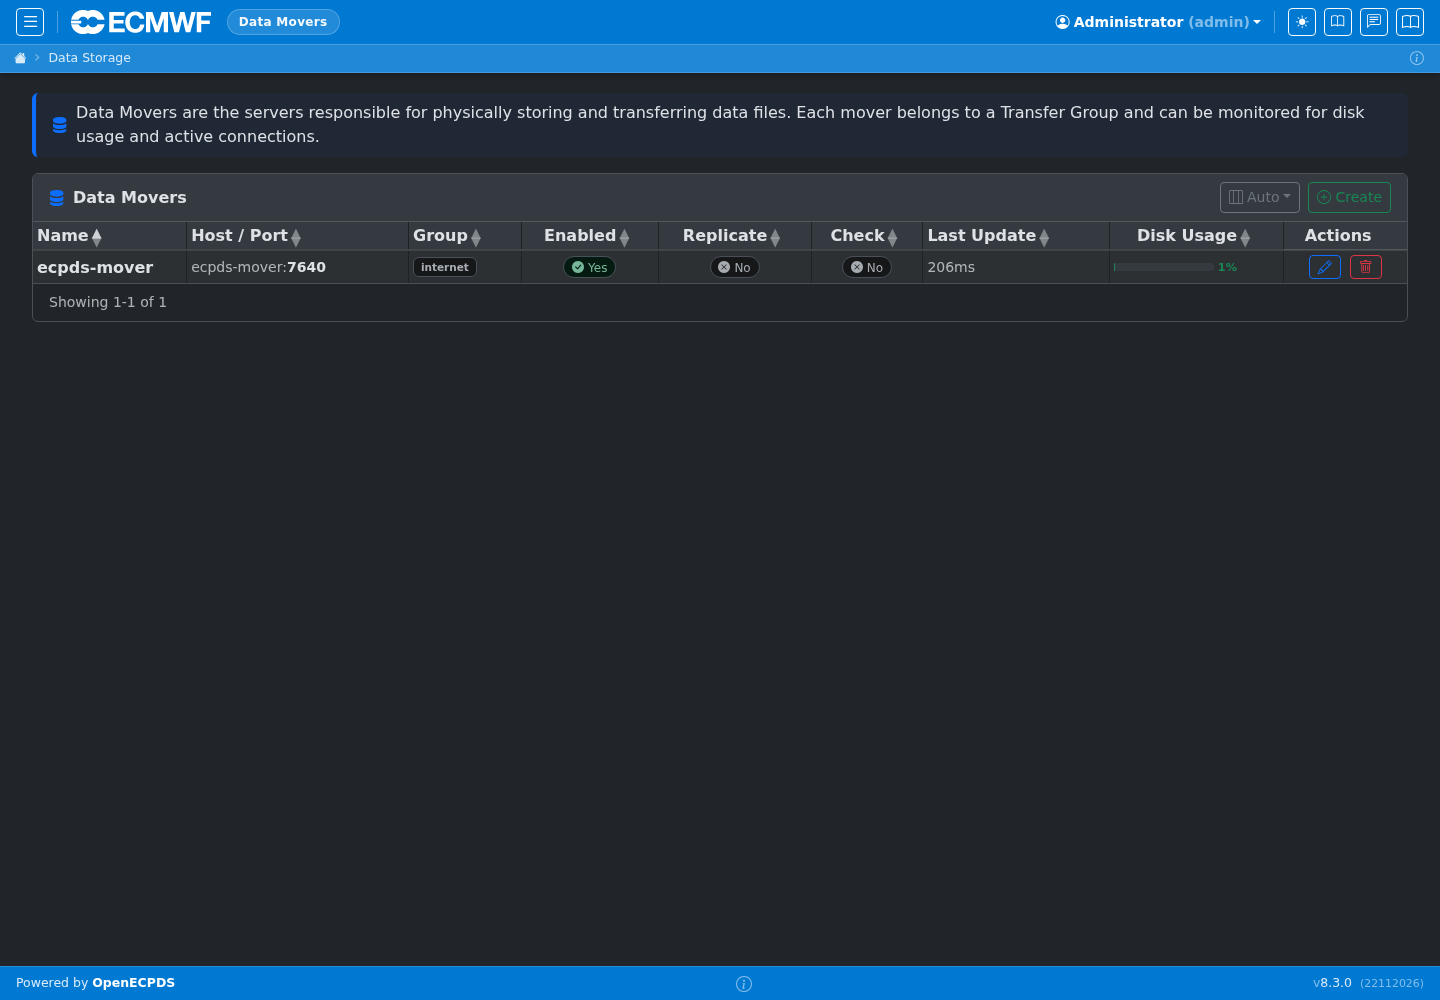 ECMWF Data Movers Administrator (admin)
Data Storage
Data Movers are the servers responsible for physically storing and transferring data files. Each mover belongs to a Transfer Group and can be monitored for disk
usage and active connections.
Data Movers Auto Create
Name Host / Port Group Enabled Replicate Check Last Update Disk Usage Actions
ecpds-mover ecpds-mover:7640 internet Yes No No 206ms 1%
Showing 1-1 of 1
Powered by OpenECPDS v8.3.0 (22112026)